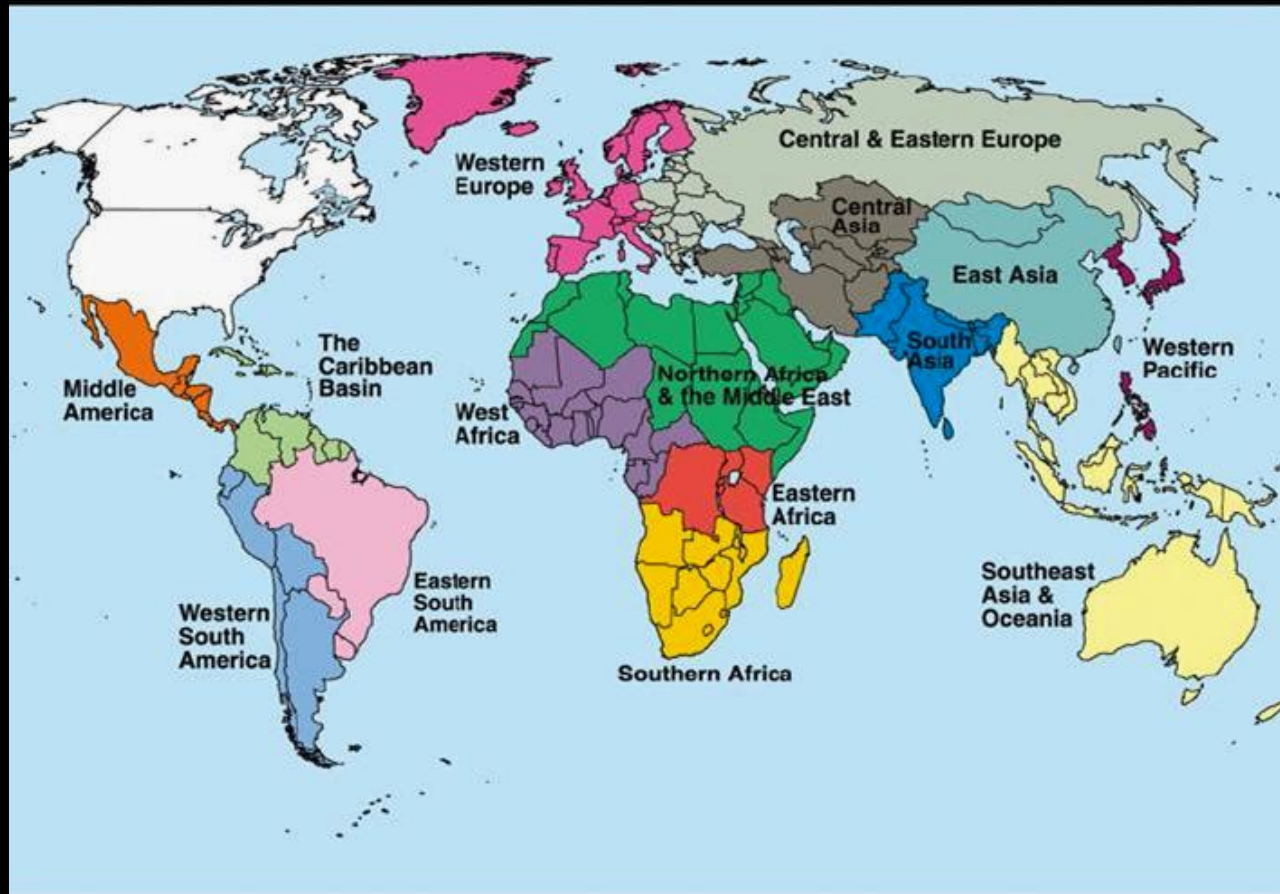 Central & Eastern Europe
Western
Europe
Central
Asia
East Asia
The
Caribbean
Basin
South
Asia
Western
Pacific
Middle
America
Northern Africa
& the Middle East
West
Africa
Eastern
Africa
Southeast
Asia &
Oceania
Eastern
South
America
Western
South
America
Southern Africa